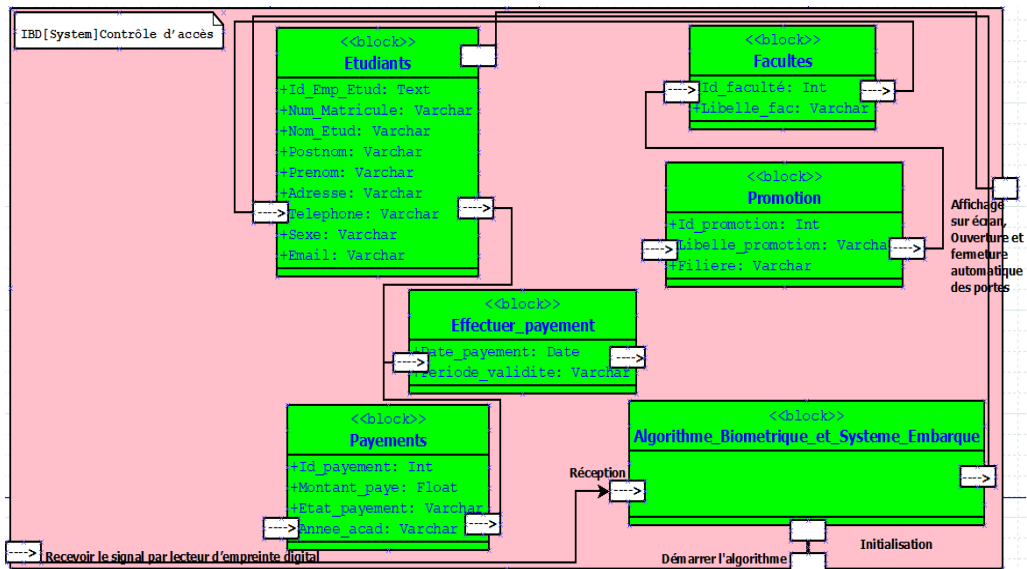 IBD[System]Contrôle d'accès
<<block>>
Etudiants
+Id_Emp_Etud: Text
+Num_Matricule: Varchar
+Nom_Etud: Varchar
+Postnom: Varchar
+Prenom: Varchar
+Adresse: Varchar
Telephone: Varchar
+Sexe: Varchar
+Email: Varchar
<<block>>
Facultes
Id_faculté: Int
+Libelle_fac: Varchar
<<block>>
Promotion
+Id_promotion: Int
Libelle_promotion: Varcha
+Filiere: Varchar
Affichage
sur écran,
Ouverture et
fermeture
automatique
des portes
<<block>>
Effectuer_payement
+Date_payement: Date
Periode_validite: Varchar
<<block>>
Payements
+Id_payement: Int
+Montant_paye: Float
+Etat_payement: Varchar
Annee_acad: Varchar
<<block>>
Algorithme_Biometrique_et_Systeme_Embarque
Réception
Recevoir le signal par lecteur d'empreinte digital
Initialisation
Démarrer l'algorithme